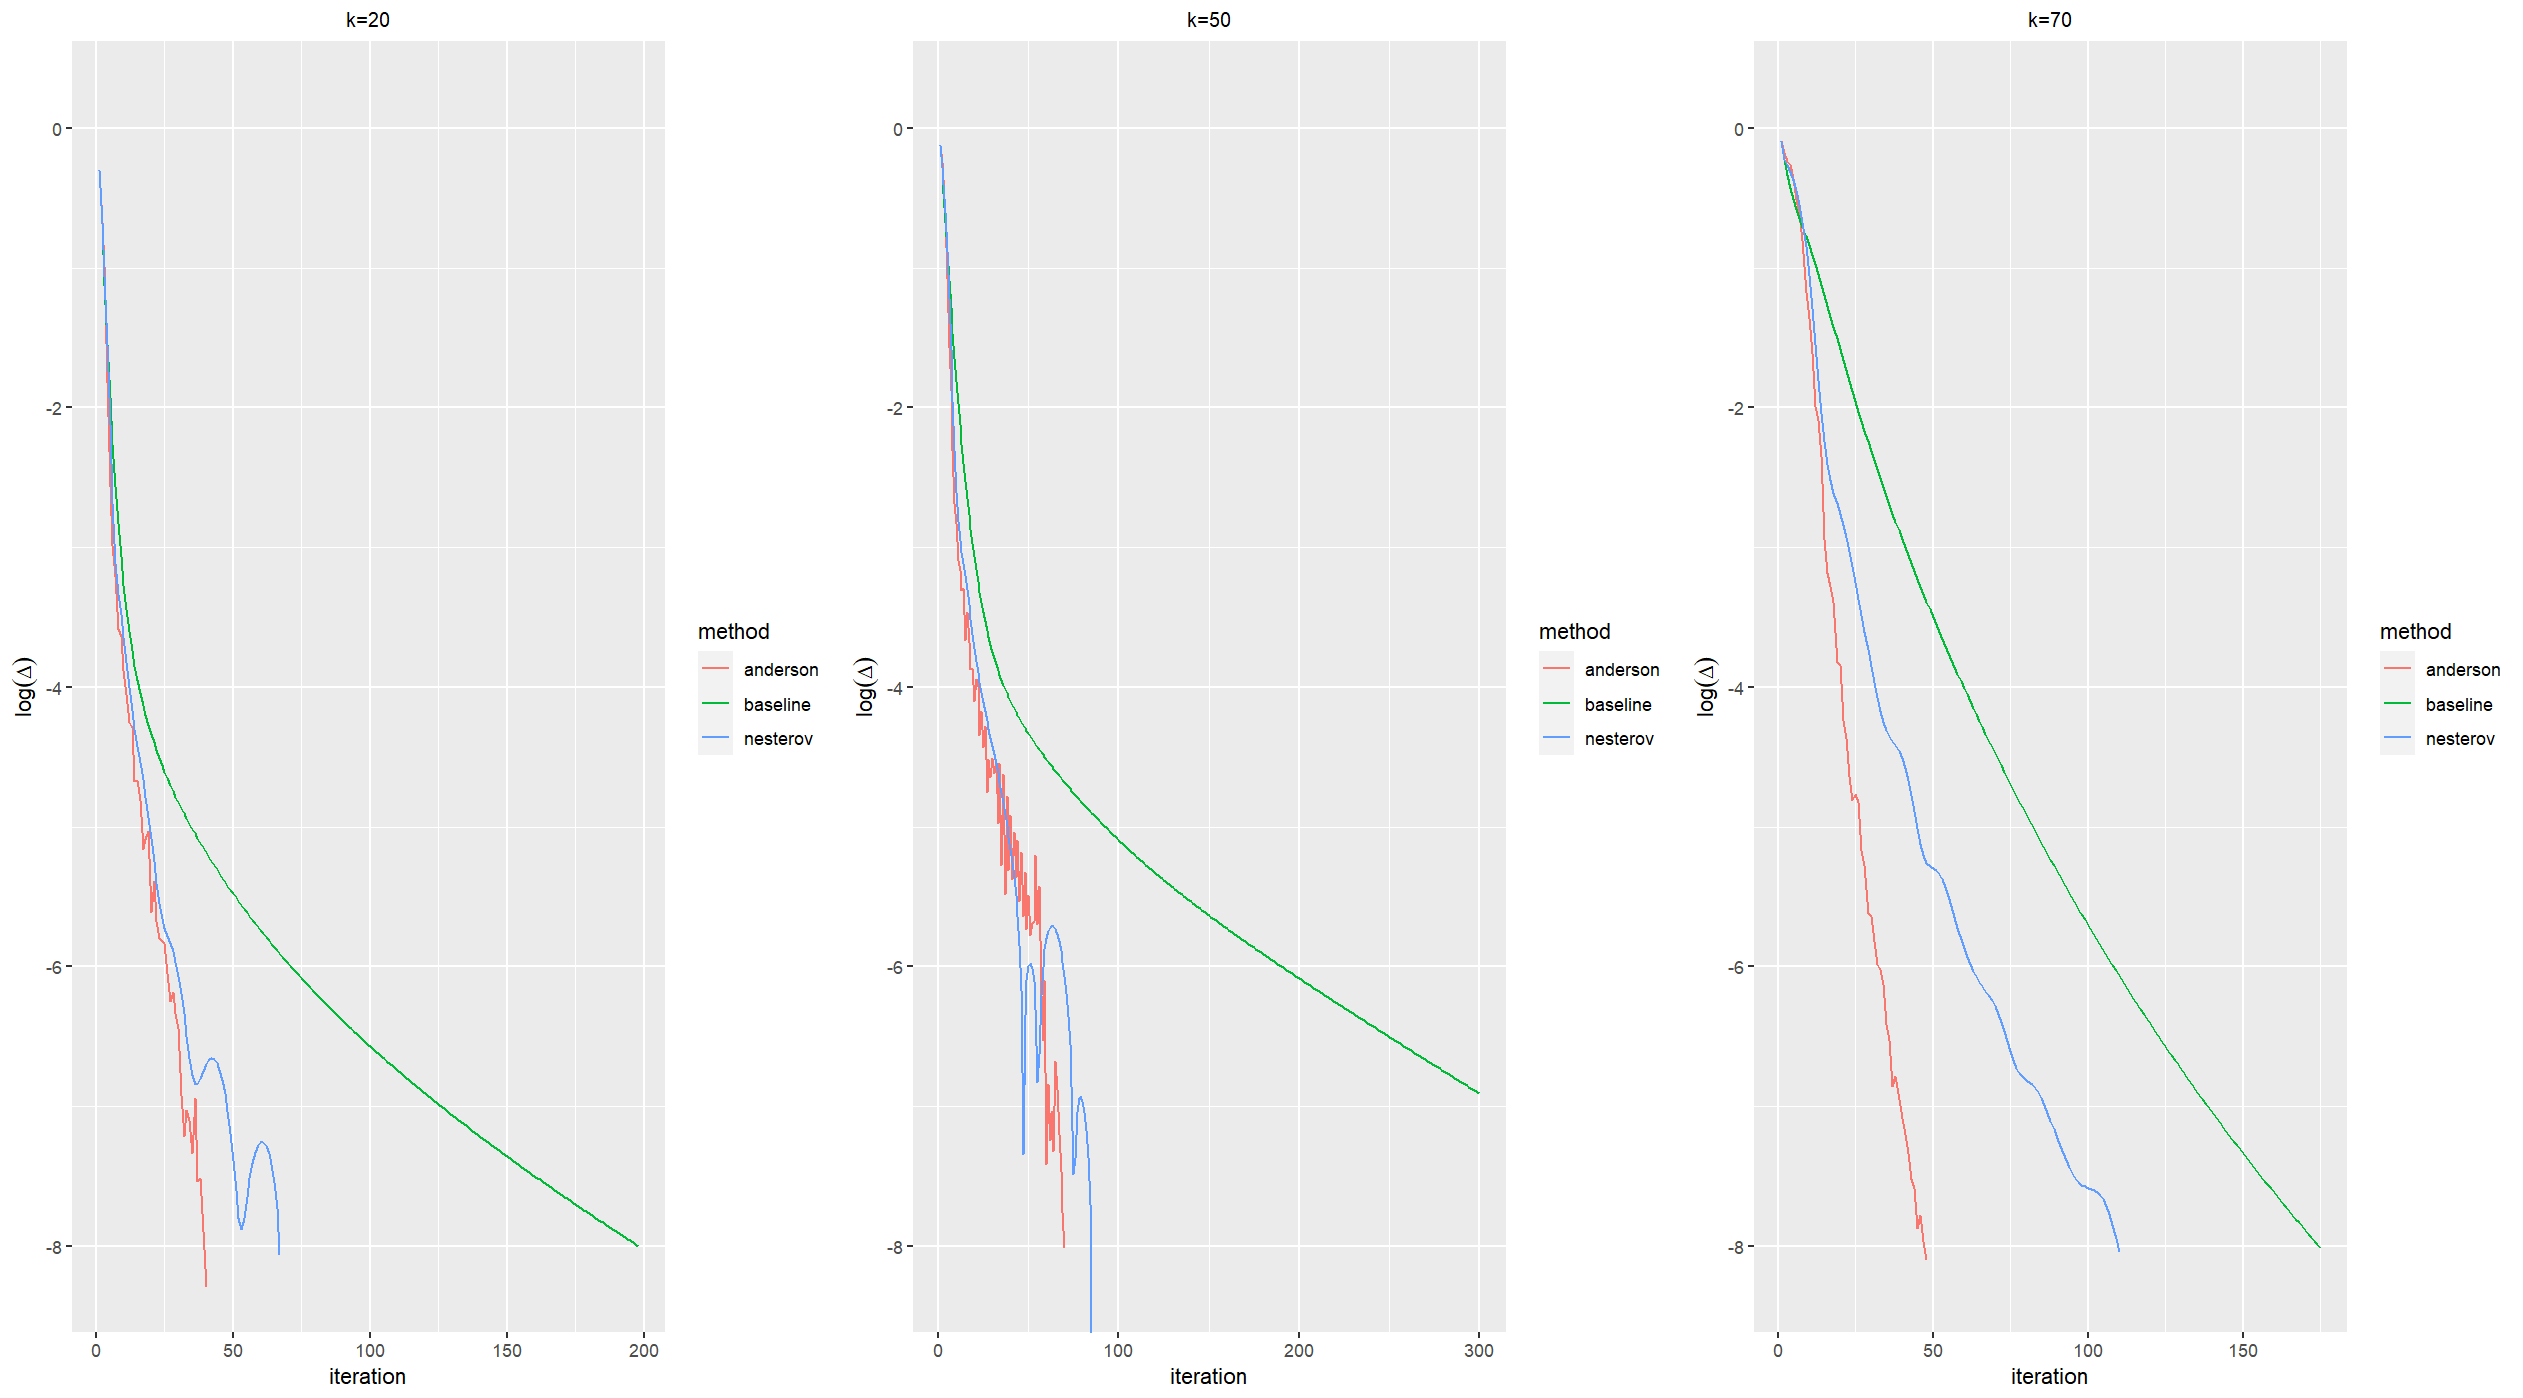 k=20
0
-2
-4
-6
-8
log(Δ)
0 50 100 150 200
iteration
method
anderson
baseline
nesterov
k=50
0
-2
-4
-6
-8
log(Δ)
0 100 200 300
iteration
method
anderson
baseline
nesterov
k=70
0
-2
-4
-6
-8
log(Δ)
0 50 100 150
iteration
method
anderson
baseline
nesterov